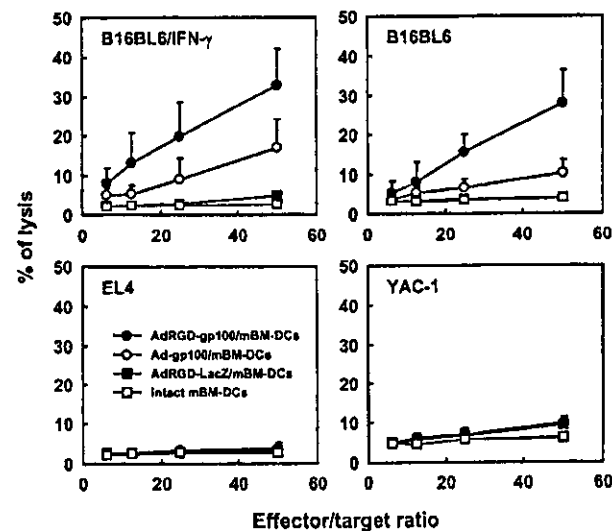 B16BL6/IFN-γ
B16BL6
50
40
30
20
10
0
0 20 40 60
50
40
30
20
10
0
0 20 40 60
% of lysis
EL4
YAC-1
AdRGD-gp100/mBM-DCs
Ad-gp100/mBM-DCs
AdRGD-LacZ/mBM-DCs
Intact mBM-DCs
50
40
30
20
10
0
0 20 40 60
50
40
30
20
10
0
0 20 40 60
Effector/target ratio